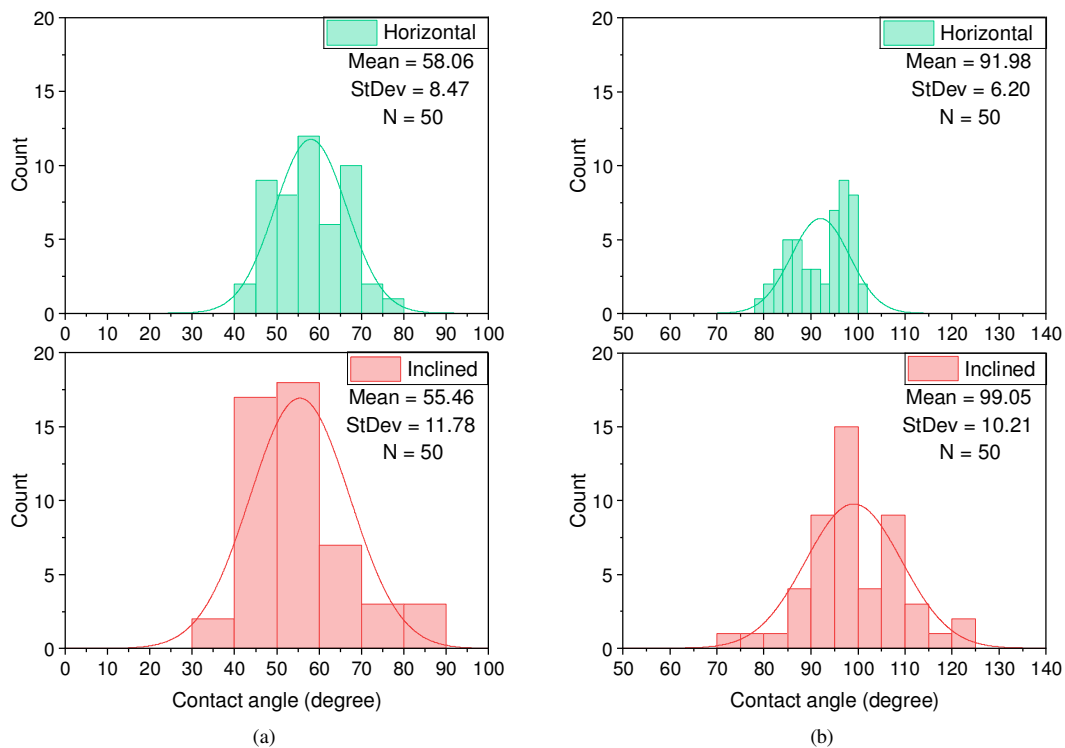 20
15
10
5
0
Count
Horizontal
Mean = 58.06
StDev = 8.47
N = 50
0 10 20 30 40 50 60 70 80 90 100
20
15
10
5
0
Count
Horizontal
Mean = 91.98
StDev = 6.20
N = 50
50 60 70 80 90 100 110 120 130 140
20
15
10
5
0
Count
Inclined
Mean = 55.46
StDev = 11.78
N = 50
0 10 20 30 40 50 60 70 80 90 100
Contact angle (degree)
(a)
20
15
10
5
0
Count
Inclined
Mean = 99.05
StDev = 10.21
N = 50
50 60 70 80 90 100 110 120 130 140
Contact angle (degree)
(b)